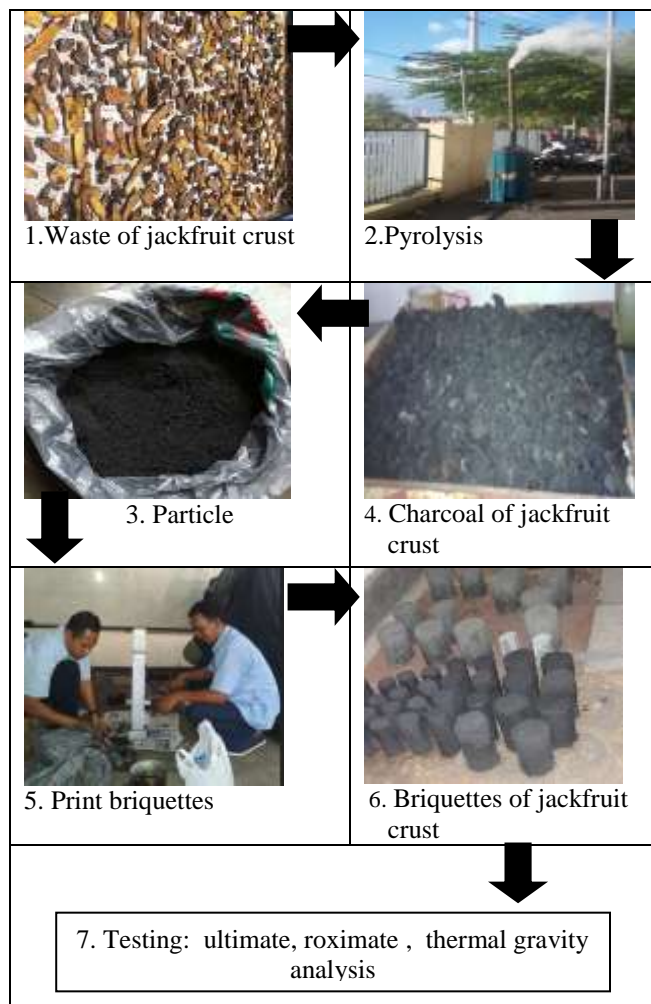 1.Waste of jackfruit crust
2.Pyrolysis
3. Particle
4. Charcoal of jackfruit
crust
5. Print briquettes
6. Briquettes of jackfruit
crust
7. Testing: ultimate, roximate , thermal gravity
analysis